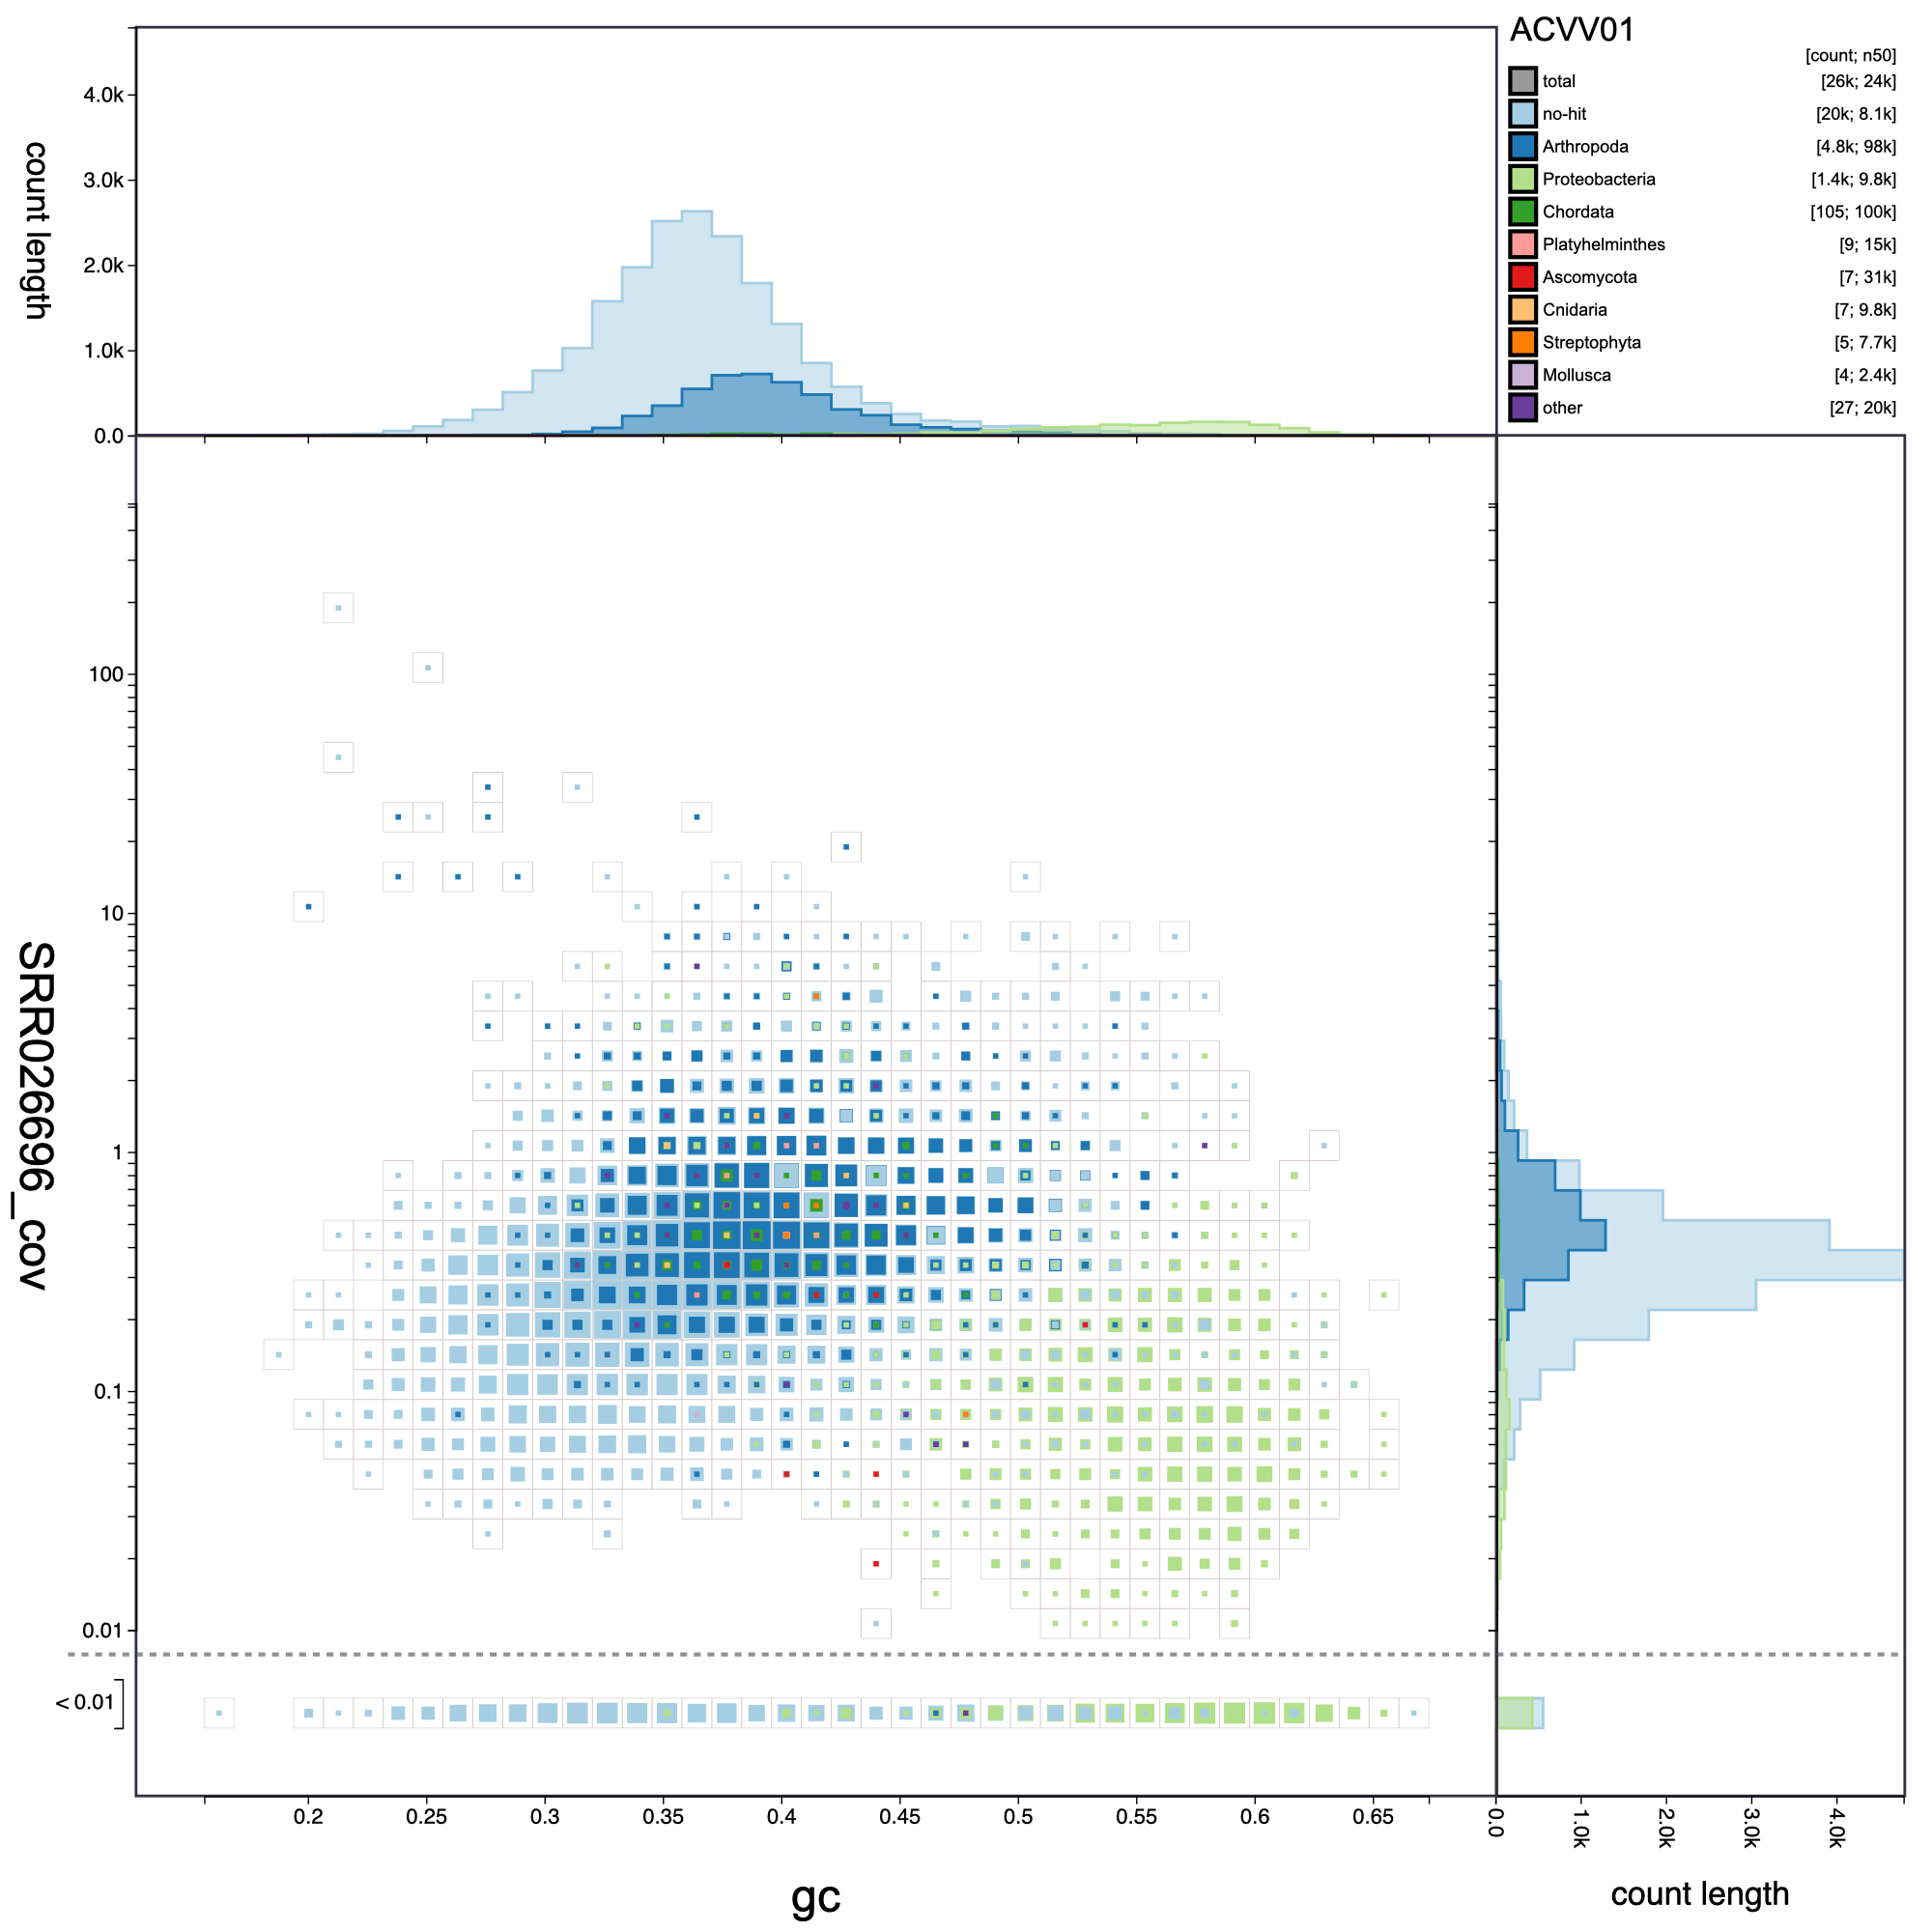 ACVV01
[count; n50]
total [26k; 24k]
no-hit [20k; 8.1k]
Arthropoda [4.8k; 98k]
Proteobacteria [1.4k; 9.8k]
Chordata [105; 100k]
Platyhelminthes [9; 15k]
Ascomycota [7; 31k]
Cnidaria [7; 9.8k]
Streptophyta [5; 7.7k]
Mollusca [4; 2.4k]
other [27; 20k]
count length
4.0k
3.0k
2.0k
1.0k
0.0
SRR026696_cov
100
10
1
0.1
0.01
< 0.01
0.2 0.25 0.3 0.35 0.4 0.45 0.5 0.55 0.6 0.65
gc
0.0 1.0k 2.0k 3.0k 4.0k
count length